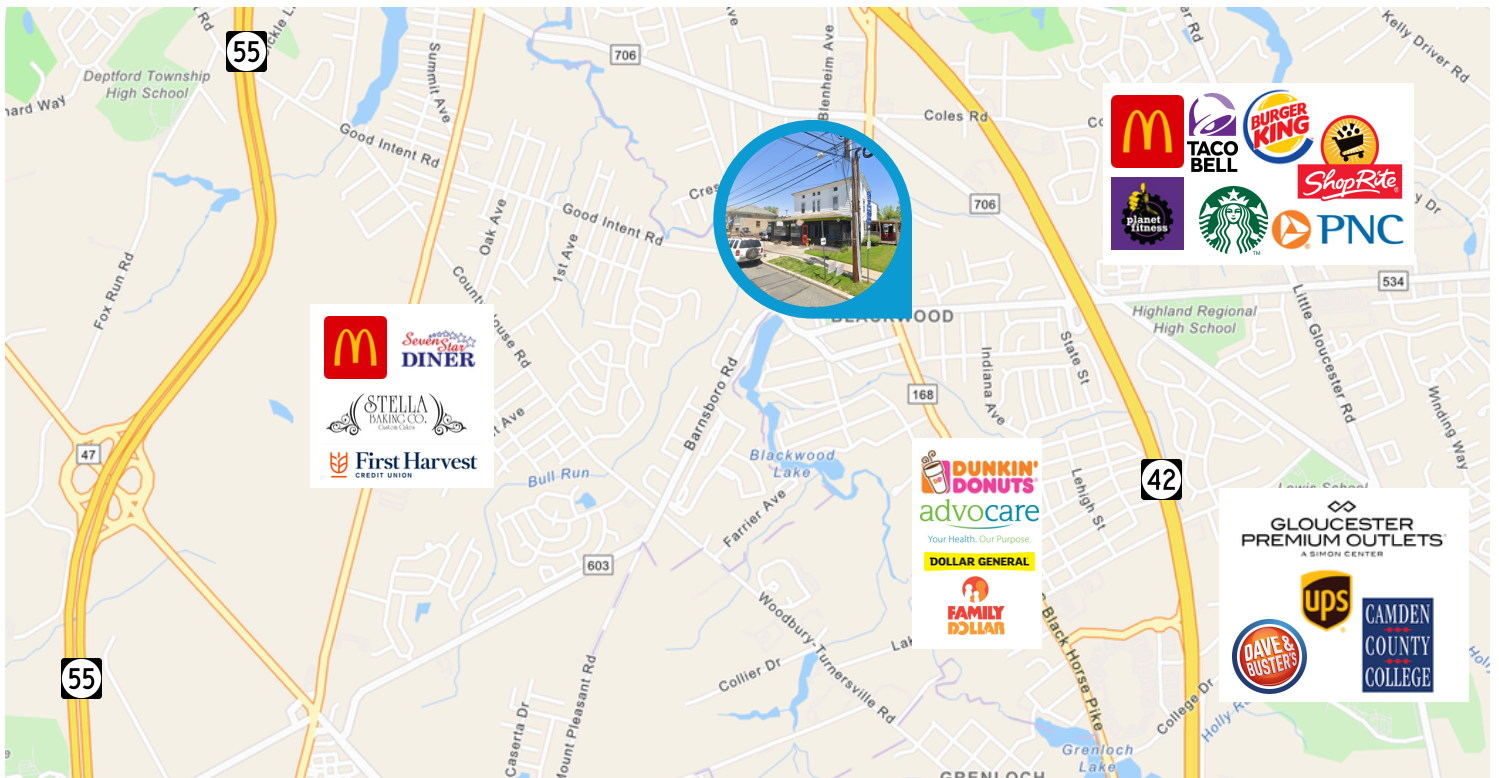 55
706
Summit Ave
Blenheim Ave
Kelly Driver Rd
Deptford Township
High School
Good Intent Rd
Coles Rd
TACO
BELL
BURGER
KING
ShopRite
planet
fitness
PNC
TM
706
Oak Ave
Good Intent Rd
1st Ave
Fox Run Rd
534
BLACKWOOD
Highland Regional
High School
Little Gloucester Rd
State St
Indiana Ave
Seven Star
DINER
STELLA
BAKING CO.
Custom Cakes
First Harvest
CREDIT UNION
168
Barnsboro Rd
Winding Way
47
Bull Run
Blackwood
Lake
Farrier Ave
DUNKIN'
DONUTS
advocare
Your Health. Our Purpose.
DOLLAR GENERAL
FAMILY
DOLLAR
Lehigh St
42
GLOUCESTER
PREMIUM OUTLETS
A SIMON CENTER
ups
DAVE &
BUSTER'S
CAMDEN
COUNTY
COLLEGE
603
Woodbury-Turnersville Rd
Black Horse Pike
55
Collier Dr
College Dr
Caserta Dr
Mount Pleasant Rd
Grenloch
Lake
GRENLOCH